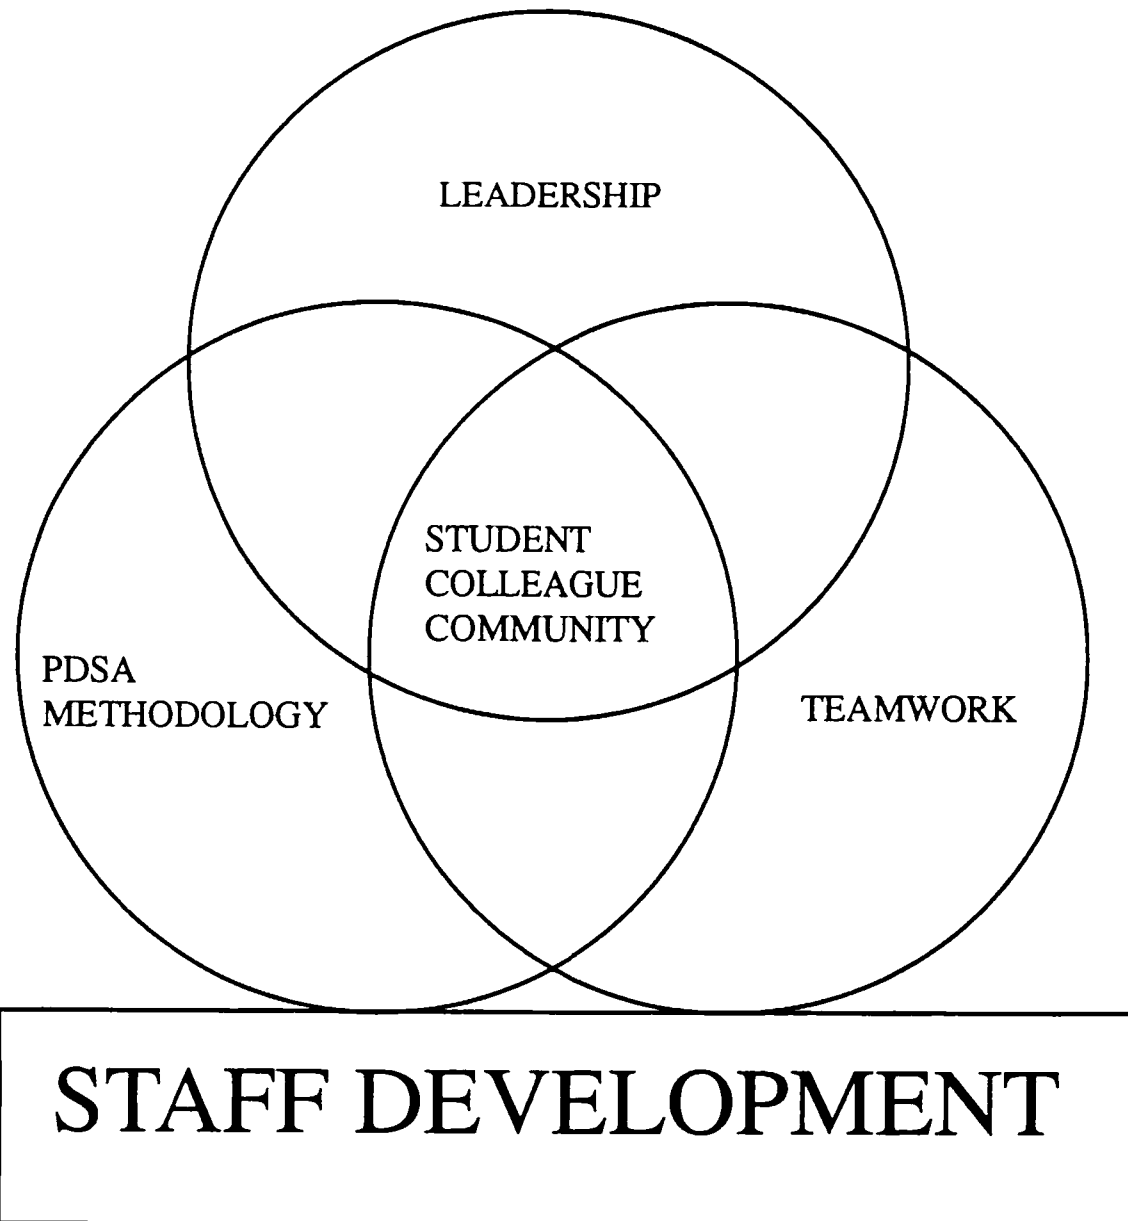 LEADERSHIP
STUDENT
COLLEAGUE
COMMUNITY
PDSA
METHODOLOGY
TEAMWORK
STAFF DEVELOPMENT